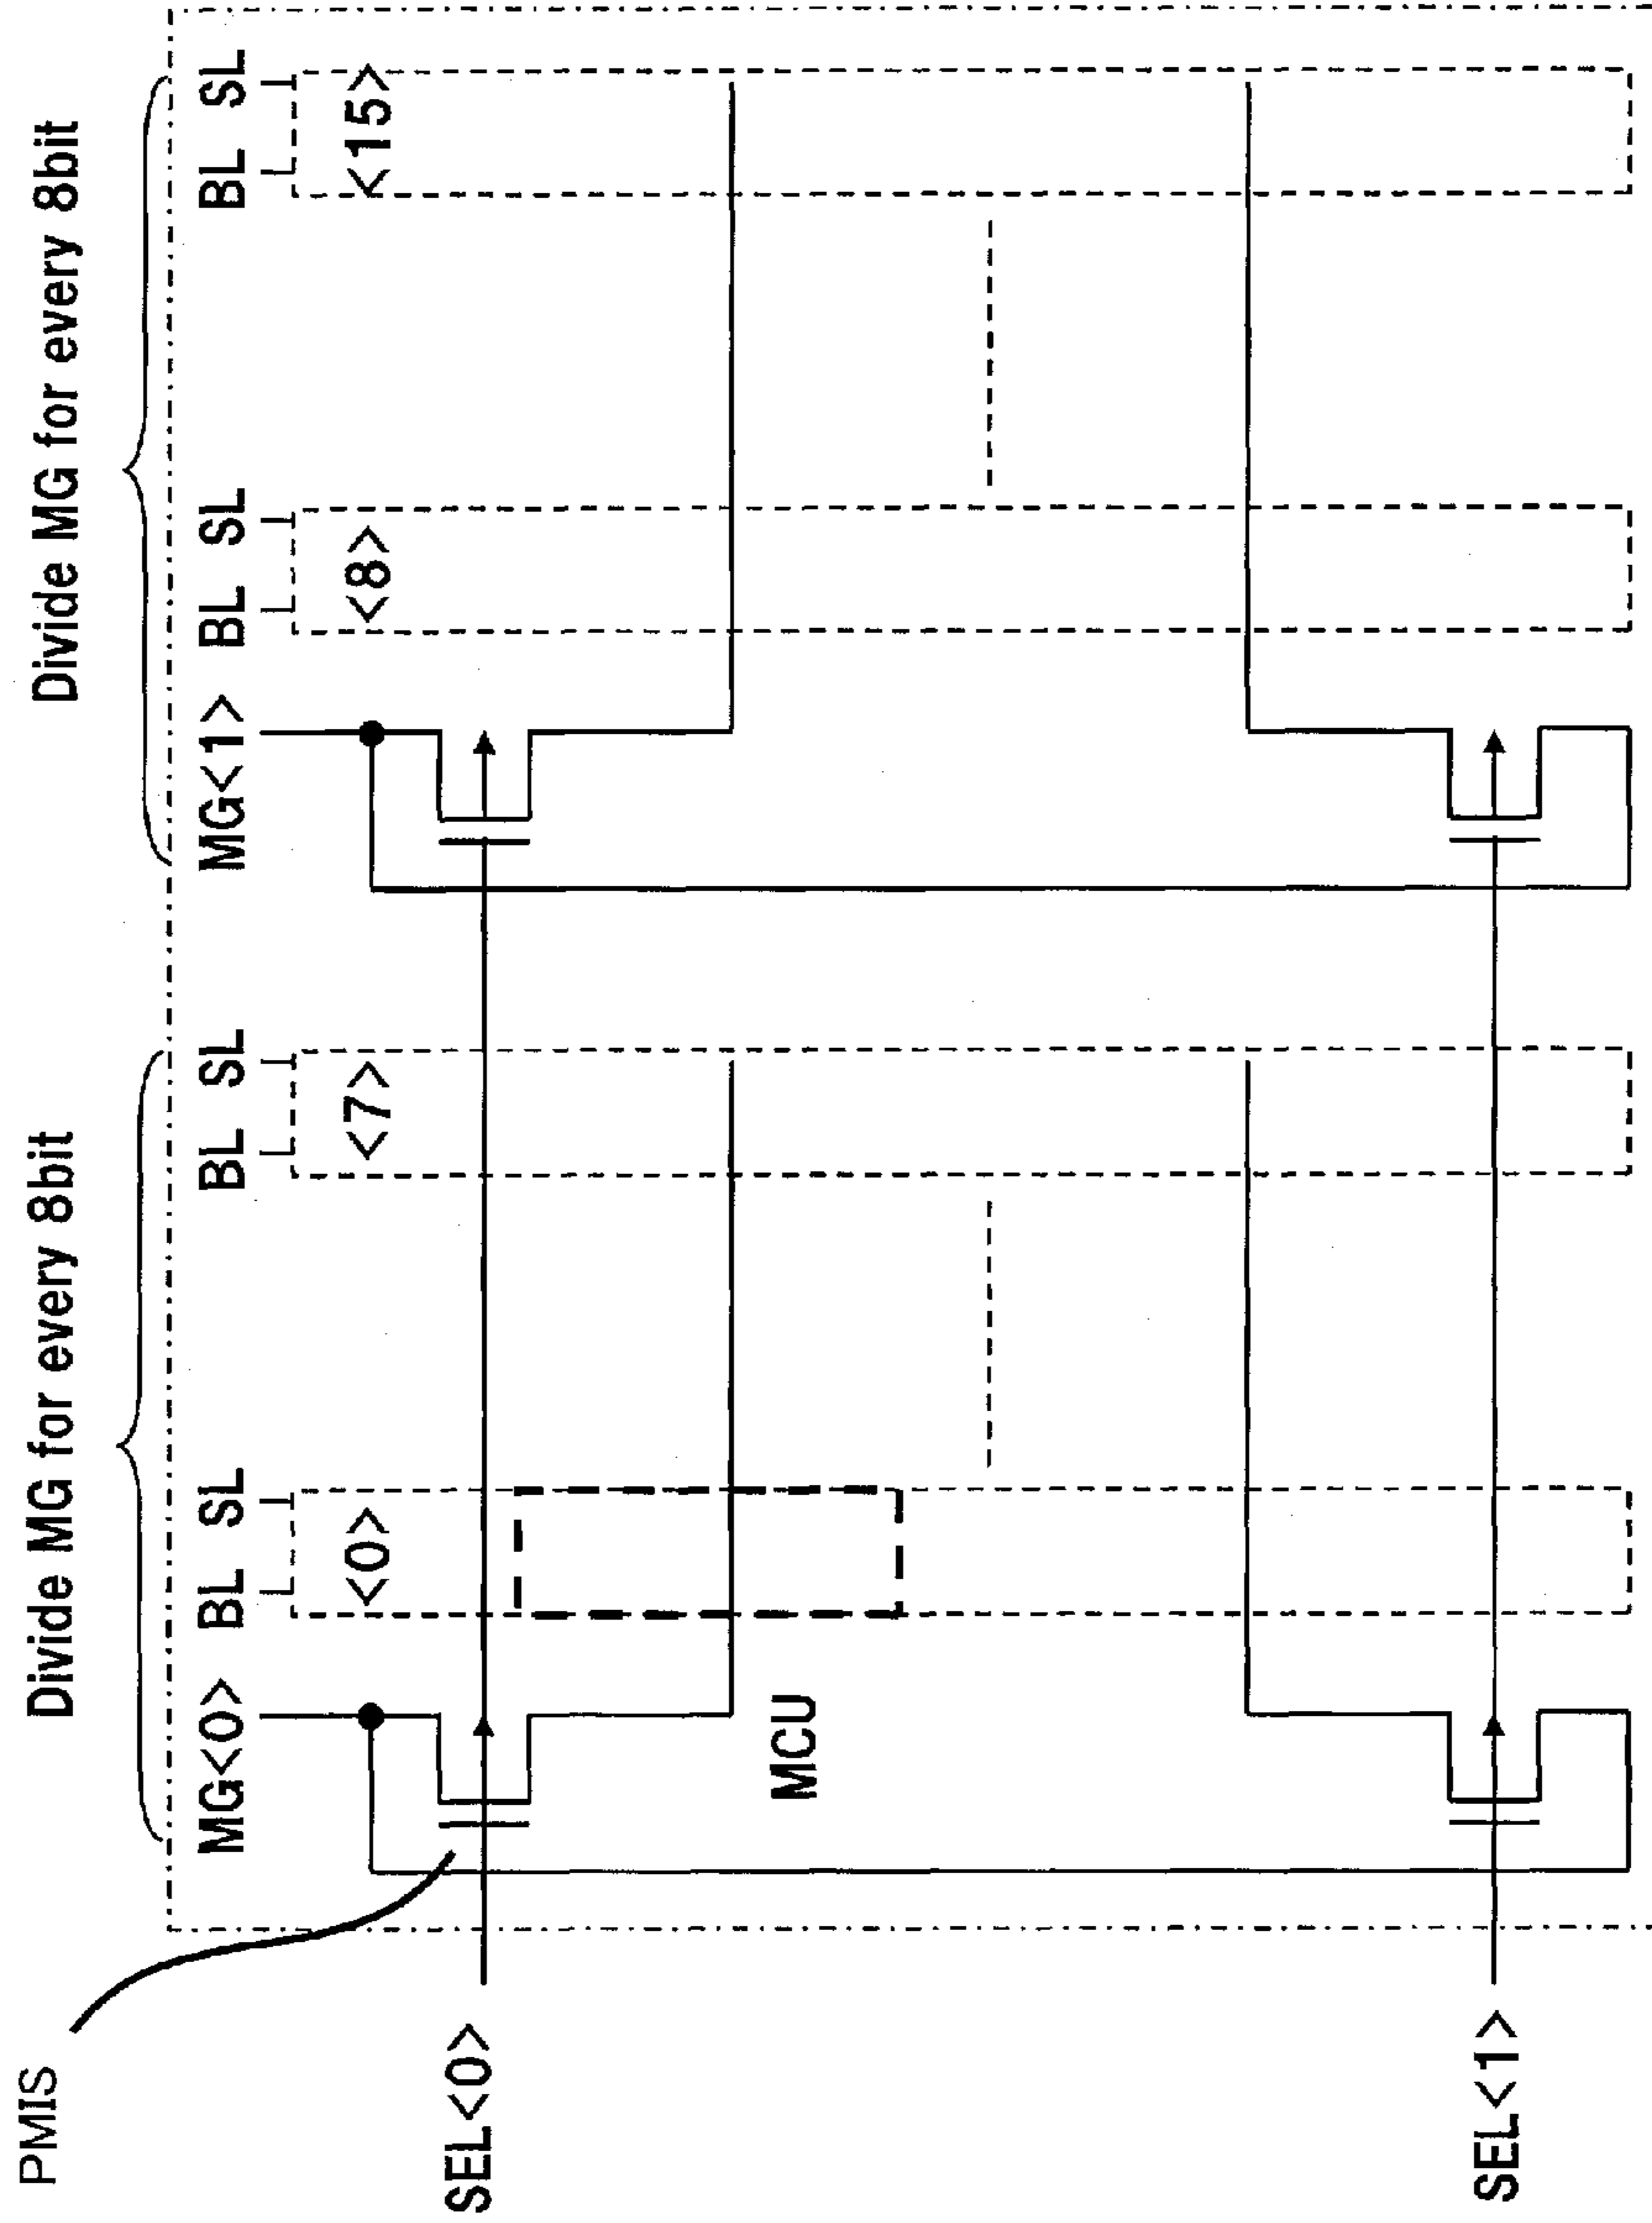 Divide MG for every 8bit
Divide MG for every 8bit
MG<0> BL SL BL SL MG<1> BL SL BL SL
<0> <7> <8> <15>
PMIS
SEL<0>
MCU
SEL<1>